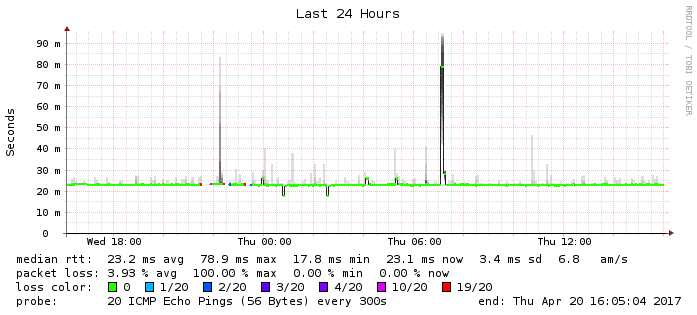 Last 24 Hours
RRDTOOL / TOBI OETIKER
Seconds
90 m
80 m
70 m
60 m
50 m
40 m
30 m
20 m
10 m
0
Wed 18:00 Thu 00:00 Thu 06:00 Thu 12:00
median rtt: 23.2 ms avg 78.9 ms max 17.8 ms min 23.1 ms now 3.4 ms sd 6.8 am/s
packet loss: 3.93 % avg 100.00 % max 0.00 % min 0.00 % now
loss color: 0 1/20 2/20 3/20 4/20 10/20 19/20
probe: 20 ICMP Echo Pings (56 Bytes) every 300s end: Thu Apr 20 16:05:04 2017